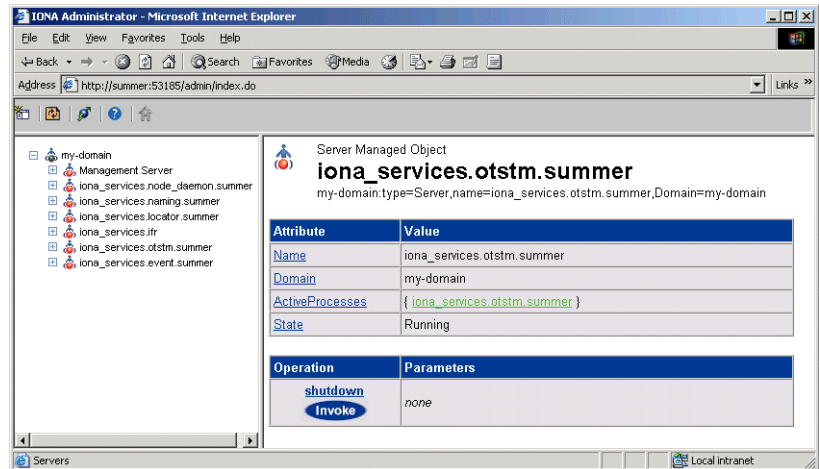 IONA Administrator - Microsoft Internet Explorer
File Edit View Favorites Tools Help
Back Search Favorites Media
Address http://summer:53185/admin/index.do Links »
my-domain
Management Server
iona_services.node_daemon.summer
iona_services.naming.summer
iona_services.locator.summer
iona_services.ifr
iona_services.otstm.summer
iona_services.event.summer
Server Managed Object
iona_services.otstm.summer
my-domain:type=Server,name=iona_services.otstm.summer,Domain=my-domain
Attribute Value
Name iona_services.otstm.summer
Domain my-domain
ActiveProcesses { iona_services.otstm.summer }
State Running
Operation Parameters
shutdown
Invoke none
Servers Local intranet